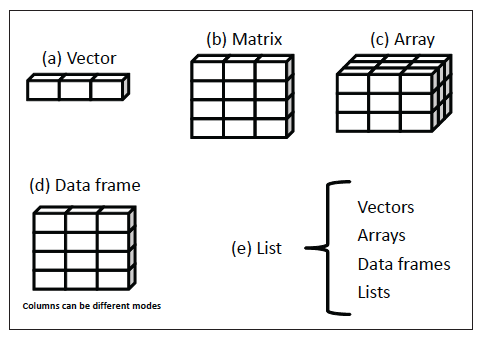 (a) Vector
(b) Matrix
(c) Array
(d) Data frame
Columns can be different modes
(e) List
Vectors
Arrays
Data frames
Lists